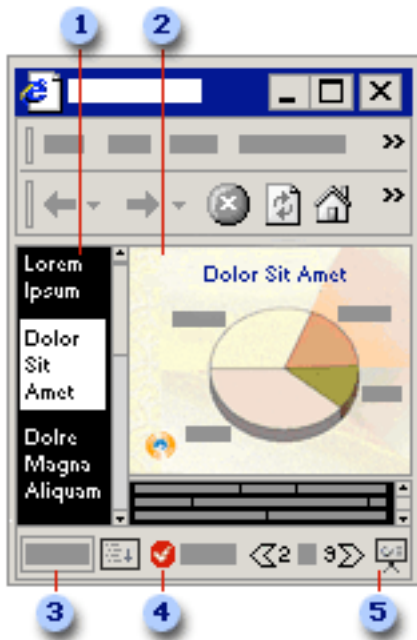 1 2
Lorem
Ipsum
Dolor
Sit
Amet
Dolre
Magna
Aliquam
Dolor Sit Amet
2 9
3 4 5